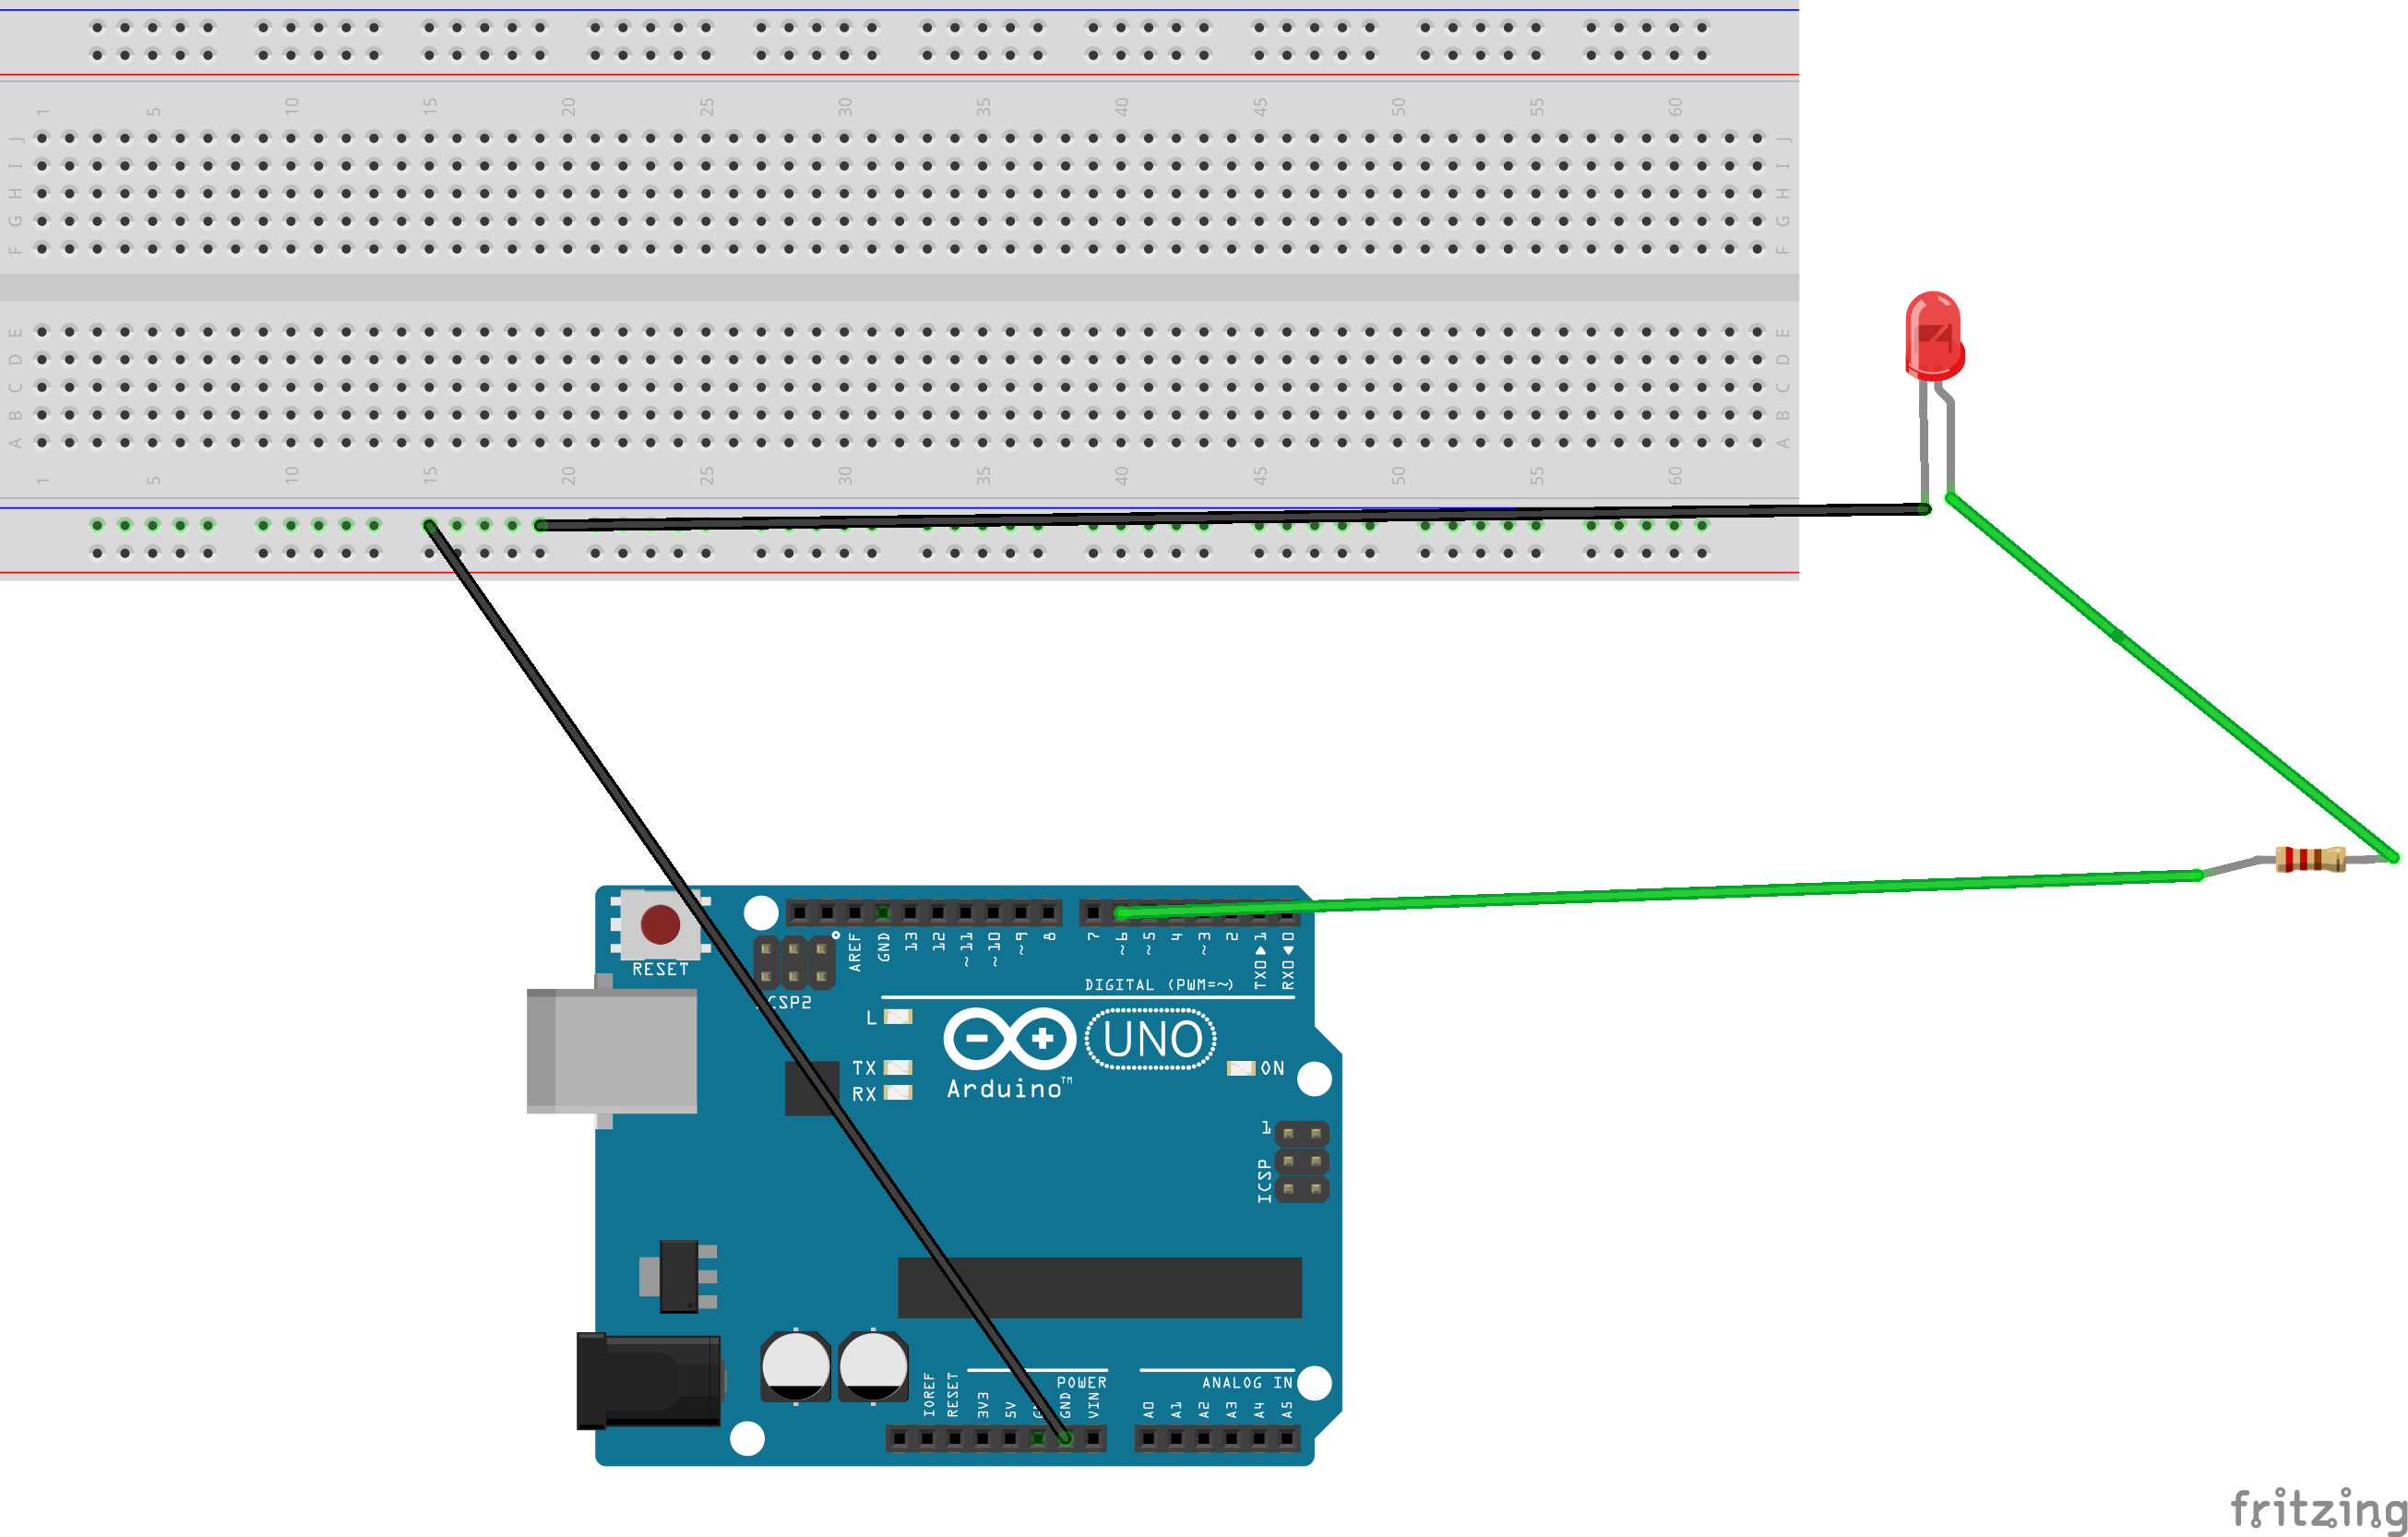 1 5 10 15 20 25 30 35 40 45 50 55 60
J J
I I
H H
G G
F F
E E
D D
C C
B B
A A
1 5 10 15 20 25 30 35 40 45 50 55 60
RESET
ICSP2
AREF GND 13 12 ~11 ~10 ~9 8 7 ~6 ~5 4 ~3 2 TX0▶1 RX0◀0
DIGITAL (PWM=~)
L
TX
RX
UNO
ON
Arduino™
1
ICSP
POWER
ANALOG IN
IOREF RESET 3V3 5V GND VIN A0 A1 A2 A3 A4 A5
fritzing